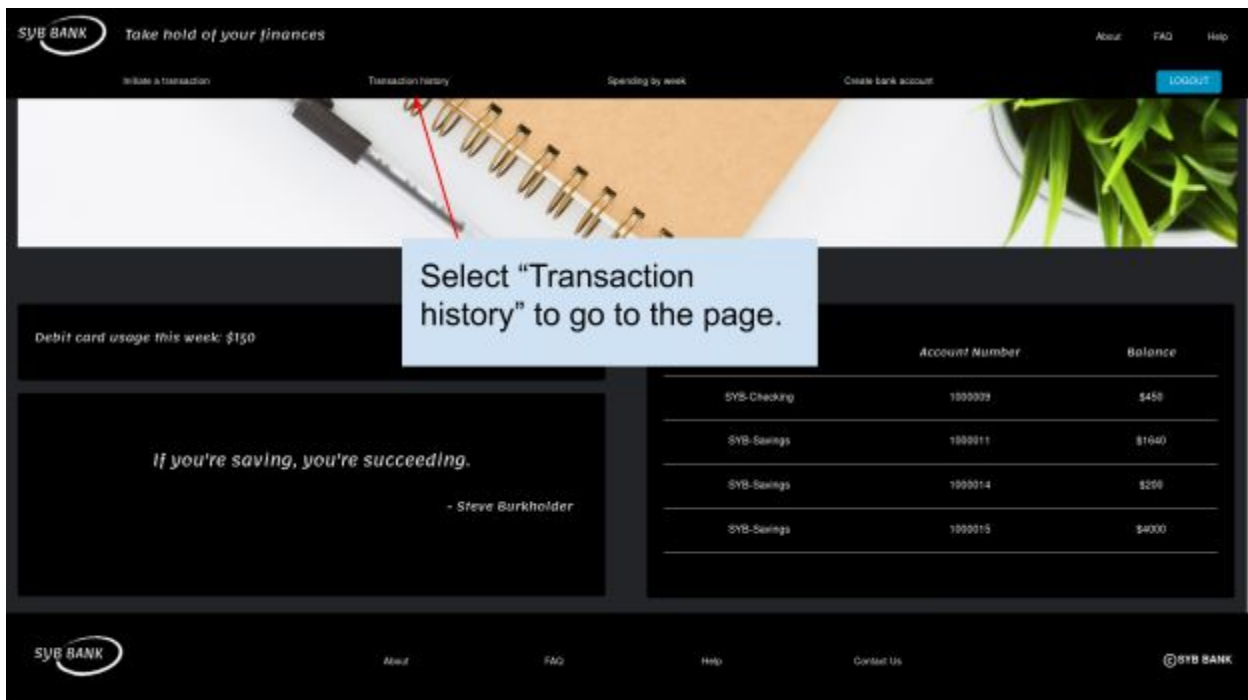 SYB BANK Take hold of your finances About FAQ Help
Initiate a transaction Transaction history Spending by week Create bank account LOGOUT
Select “Transaction
history” to go to the page.
Debit card usage this week: $150
Account Number Balance
SYB-Checking 1000009 $450
SYB-Savings 1000011 $1640
SYB-Savings 1000014 $200
SYB-Savings 1000015 $4000
If you're saving, you're succeeding.
- Steve Burkholder
SYB BANK About FAQ Help Contact Us ©SYB BANK